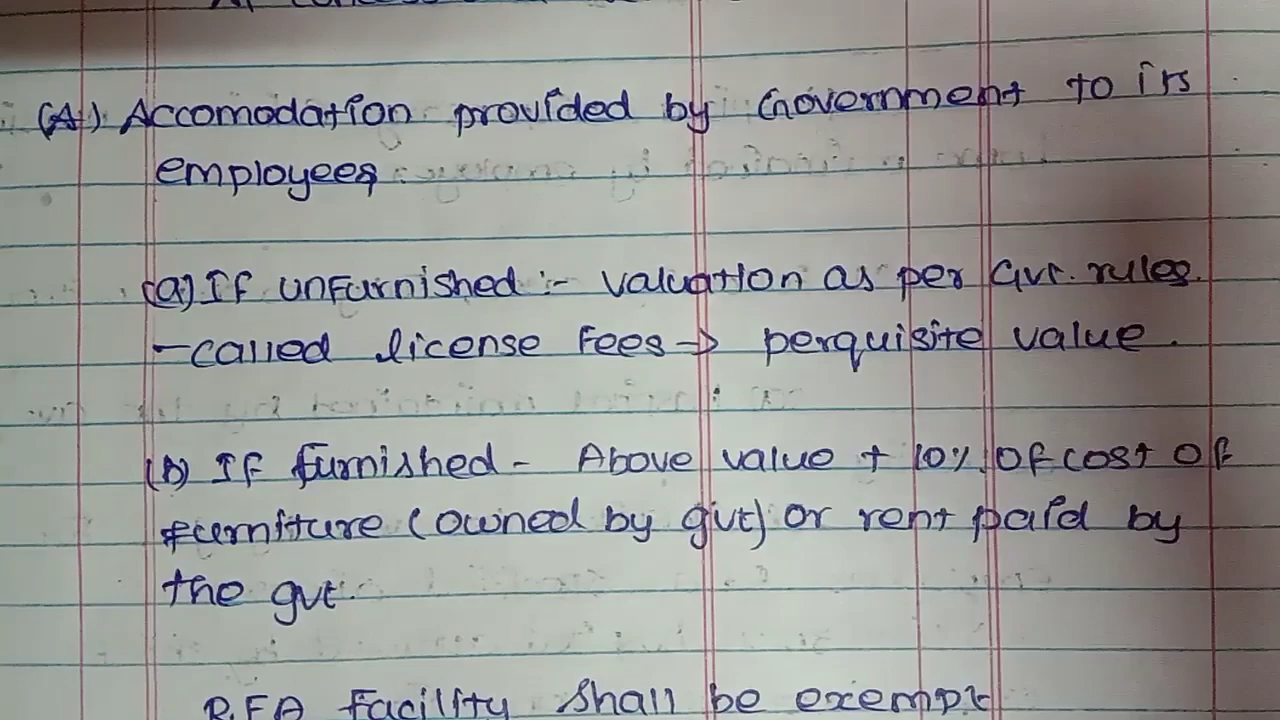 (A) Accomodation provided by Government to its
employees
(a) If unfurnished :- valuation as per gvt. rules.
- called license fees → perquisite value.
(b) If furnished - Above value + 10% of cost of
furniture (owned by gvt) or rent paid by
the gvt.
R.F.A facility shall be exempt